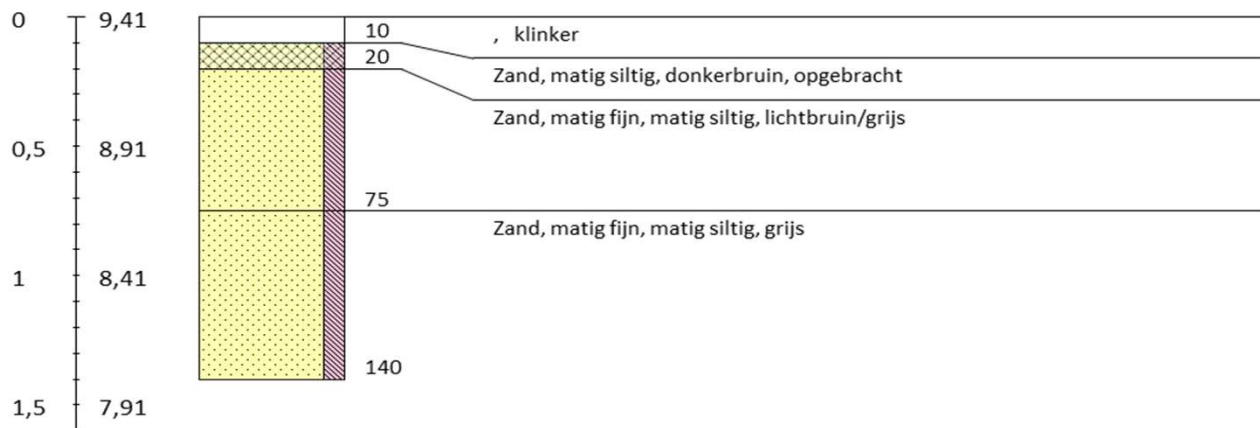 0 9,41
10 , klinker
20
Zand, matig siltig, donkerbruin, opgebracht
Zand, matig fijn, matig siltig, lichtbruin/grijs
0,5 8,91
75
Zand, matig fijn, matig siltig, grijs
1 8,41
140
1,5 7,91